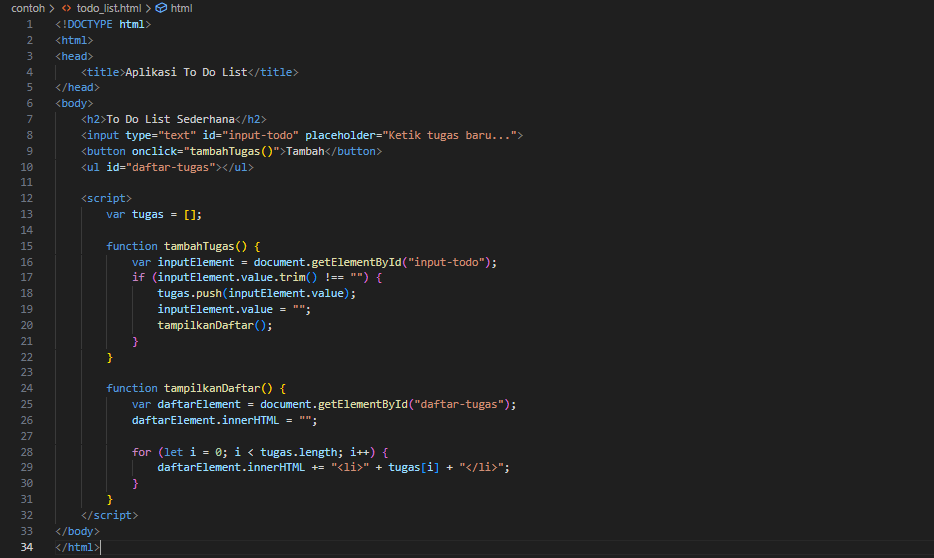 contoh > <> todo_list.html > html
1 <!DOCTYPE html>
2 <html>
3 <head>
4     <title>Aplikasi To Do List</title>
5 </head>
6 <body>
7     <h2>To Do List Sederhana</h2>
8     <input type="text" id="input-todo" placeholder="Ketik tugas baru...">
9     <button onclick="tambahTugas()">Tambah</button>
10     <ul id="daftar-tugas"></ul>
11
12     <script>
13         var tugas = [];
14
15         function tambahTugas() {
16             var inputElement = document.getElementById("input-todo");
17             if (inputElement.value.trim() !== "") {
18                 tugas.push(inputElement.value);
19                 inputElement.value = "";
20                 tampilkanDaftar();
21             }
22         }
23
24         function tampilkanDaftar() {
25             var daftarElement = document.getElementById("daftar-tugas");
26             daftarElement.innerHTML = "";
27
28             for (let i = 0; i < tugas.length; i++) {
29                 daftarElement.innerHTML += "<li>" + tugas[i] + "</li>";
30             }
31         }
32     </script>
33 </body>
34 </html>